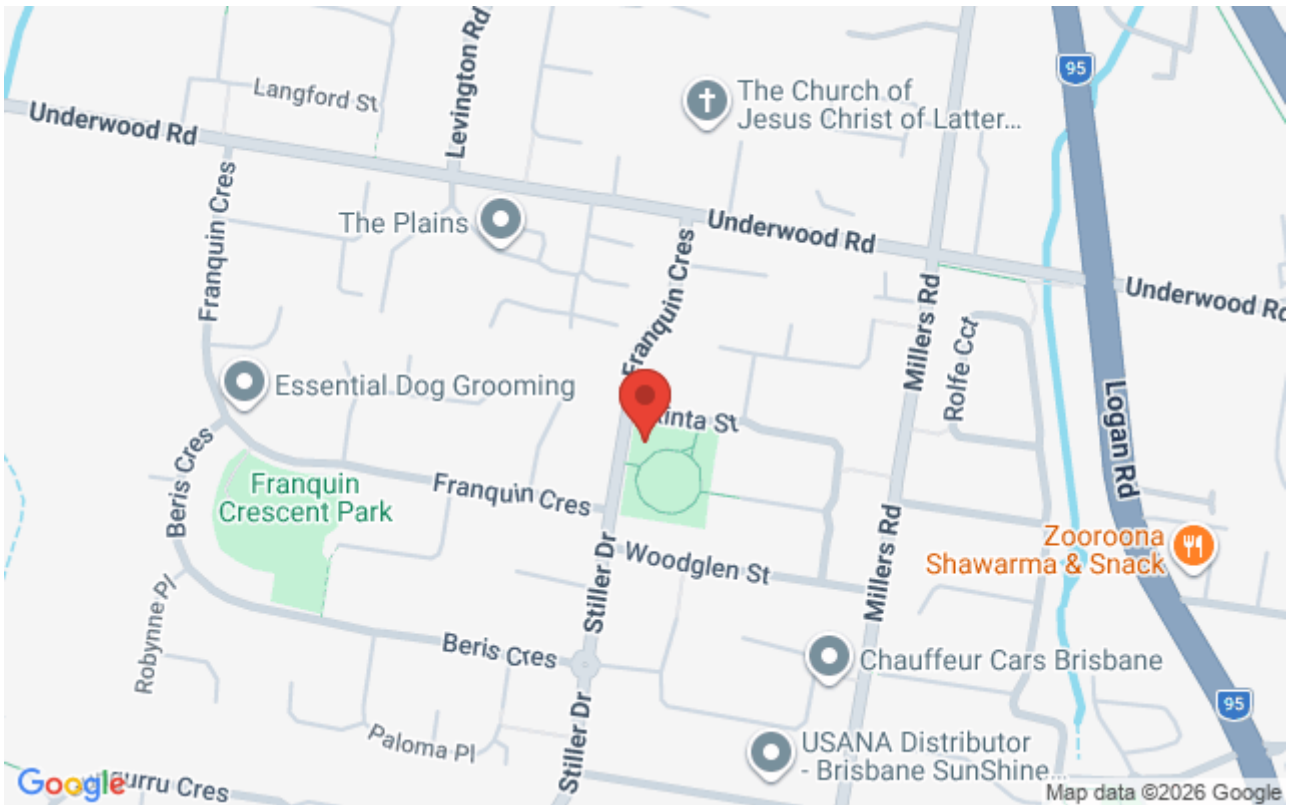 Langford St
Levington Rd
95
The Church of
Jesus Christ of Latter...
Underwood Rd
Franquin Cres
The Plains
Underwood Rd
Underwood Rd
Franquin Cres
Millers Rd
Rolfe Cct
Essential Dog Grooming
Logan Rd
Beris Cres
Franquin
Crescent Park
Franquin Cres
Millers Rd
Zooroona
Shawarma & Snack
Woodglen St
Stiller Dr
Robynne Pl
Beris Cres
Chauffeur Cars Brisbane
95
Stiller Dr
Paloma Pl
USANA Distributor
- Brisbane SunShine...
Google
Cres
Map data ©2026 Google